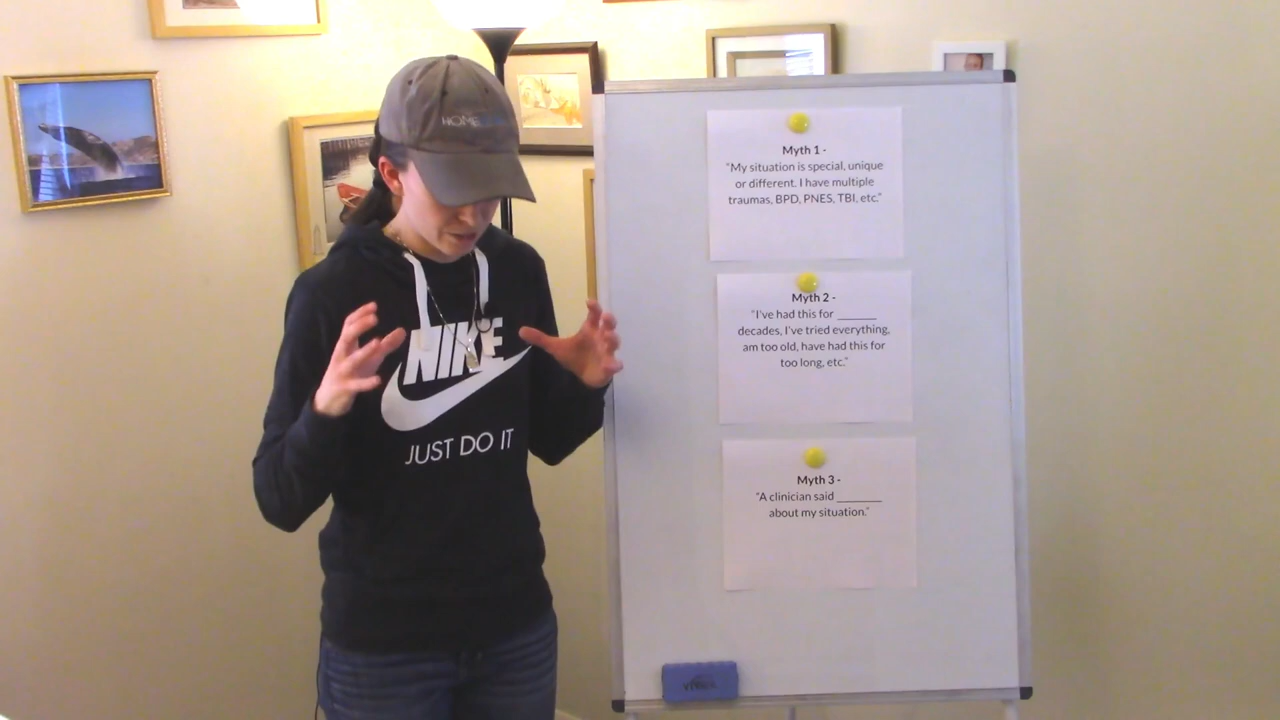 HOME
NIKE
JUST DO IT
Myth 1 -
"My situation is special, unique
or different. I have multiple
traumas, BPD, PNES, TBI, etc."
Myth 2 -
"I've had this for _______
decades, I've tried everything,
am too old, have had this for
too long, etc."
Myth 3 -
"A clinician said ________
about my situation."